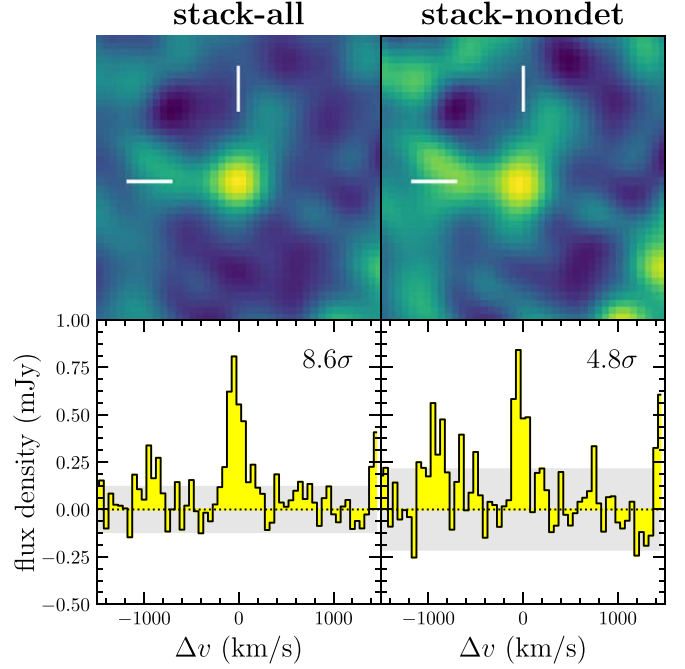 stack-all stack-nondet
1.00
0.75
0.50
0.25
0.00
−0.25
−0.50
flux density (mJy)
8.6σ 4.8σ
−1000 0 1000 −1000 0 1000
Δv (km/s) Δv (km/s)